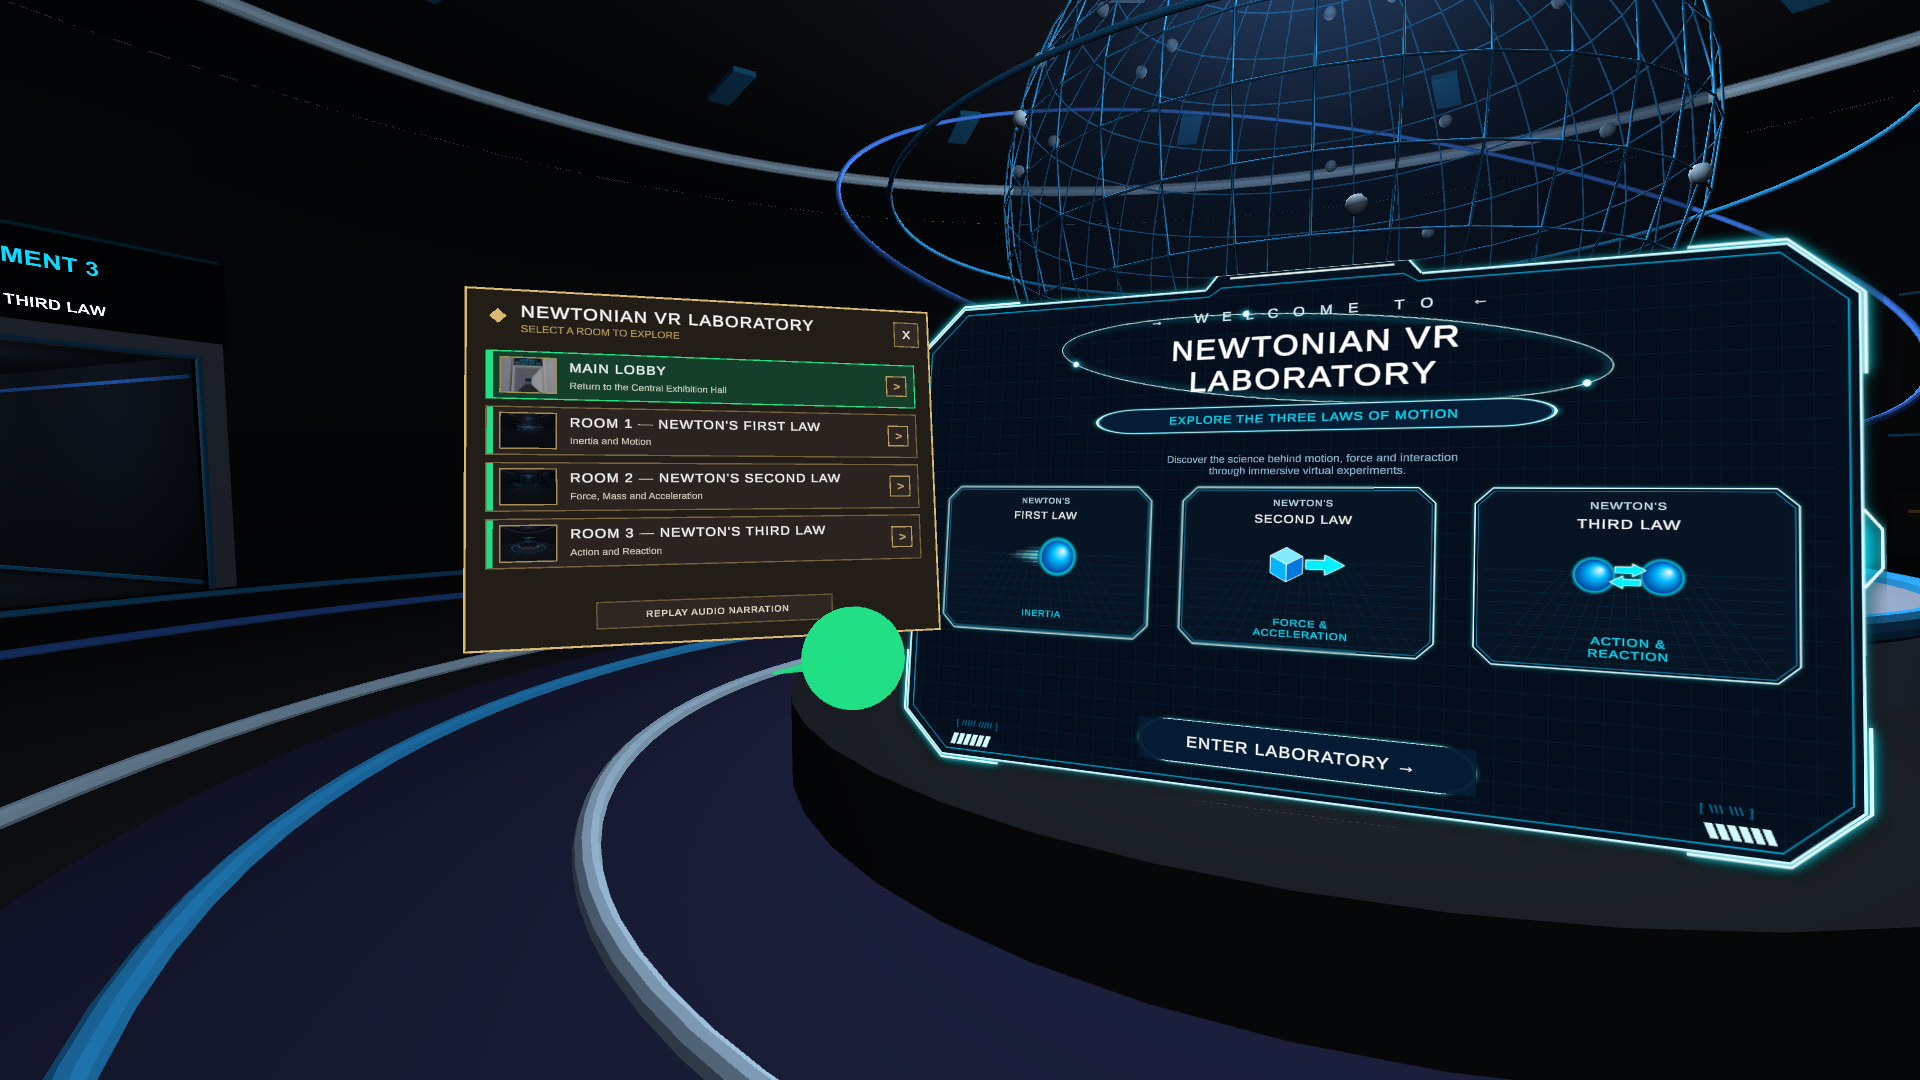 MENT 3
THIRD LAW
NEWTONIAN VR LABORATORY
SELECT A ROOM TO EXPLORE
X
MAIN LOBBY
Return to the Central Exhibition Hall
>
ROOM 1 — NEWTON'S FIRST LAW
Inertia and Motion
>
ROOM 2 — NEWTON'S SECOND LAW
Force, Mass and Acceleration
>
ROOM 3 — NEWTON'S THIRD LAW
Action and Reaction
>
REPLAY AUDIO NARRATION
→ WELCOME TO ←
NEWTONIAN VR
LABORATORY
EXPLORE THE THREE LAWS OF MOTION
Discover the science behind motion, force and interaction
through immersive virtual experiments.
NEWTON'S
FIRST LAW
INERTIA
NEWTON'S
SECOND LAW
FORCE &
ACCELERATION
NEWTON'S
THIRD LAW
ACTION &
REACTION
ENTER LABORATORY →